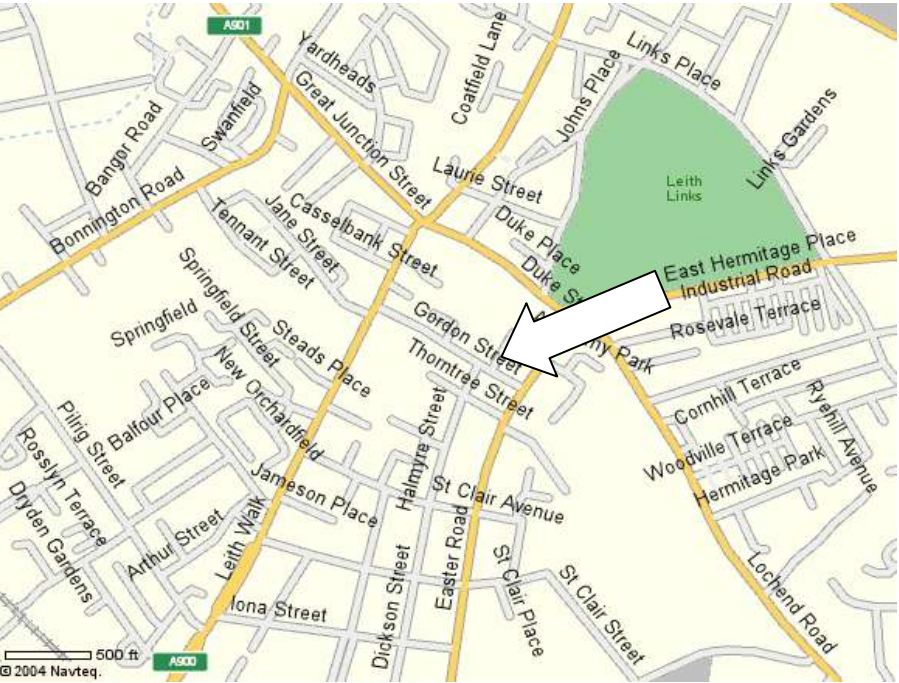 A901
Yardheads
Coatfield Lane
Links Place
Johns Place
Great Junction Street
Swanfield
Bangor Road
Links Gardens
Laurie Street
Leith
Links
Bonnington Road
Tennant Street
Jane Street
Casselbank Street
Duke Place
Duke St
East Hermitage Place
Industrial Road
Springfield Street
Springfield
Gordon Street
ny Park
Rosevale Terrace
Steads Place
Thorntree Street
New Orchardfield
Balfour Place
Cornhill Terrace
Ryehill Avenue
Pilrig Street
Rosslyn Terrace
Halmyre Street
Woodville Terrace
Hermitage Park
Jameson Place
St Clair Avenue
Dryden Gardens
Arthur Street
Leith Walk
Easter Road
St Clair Place
St Clair Street
Lochend Road
Iona Street
Dickson Street
500 ft
A900
© 2004 Navteq.